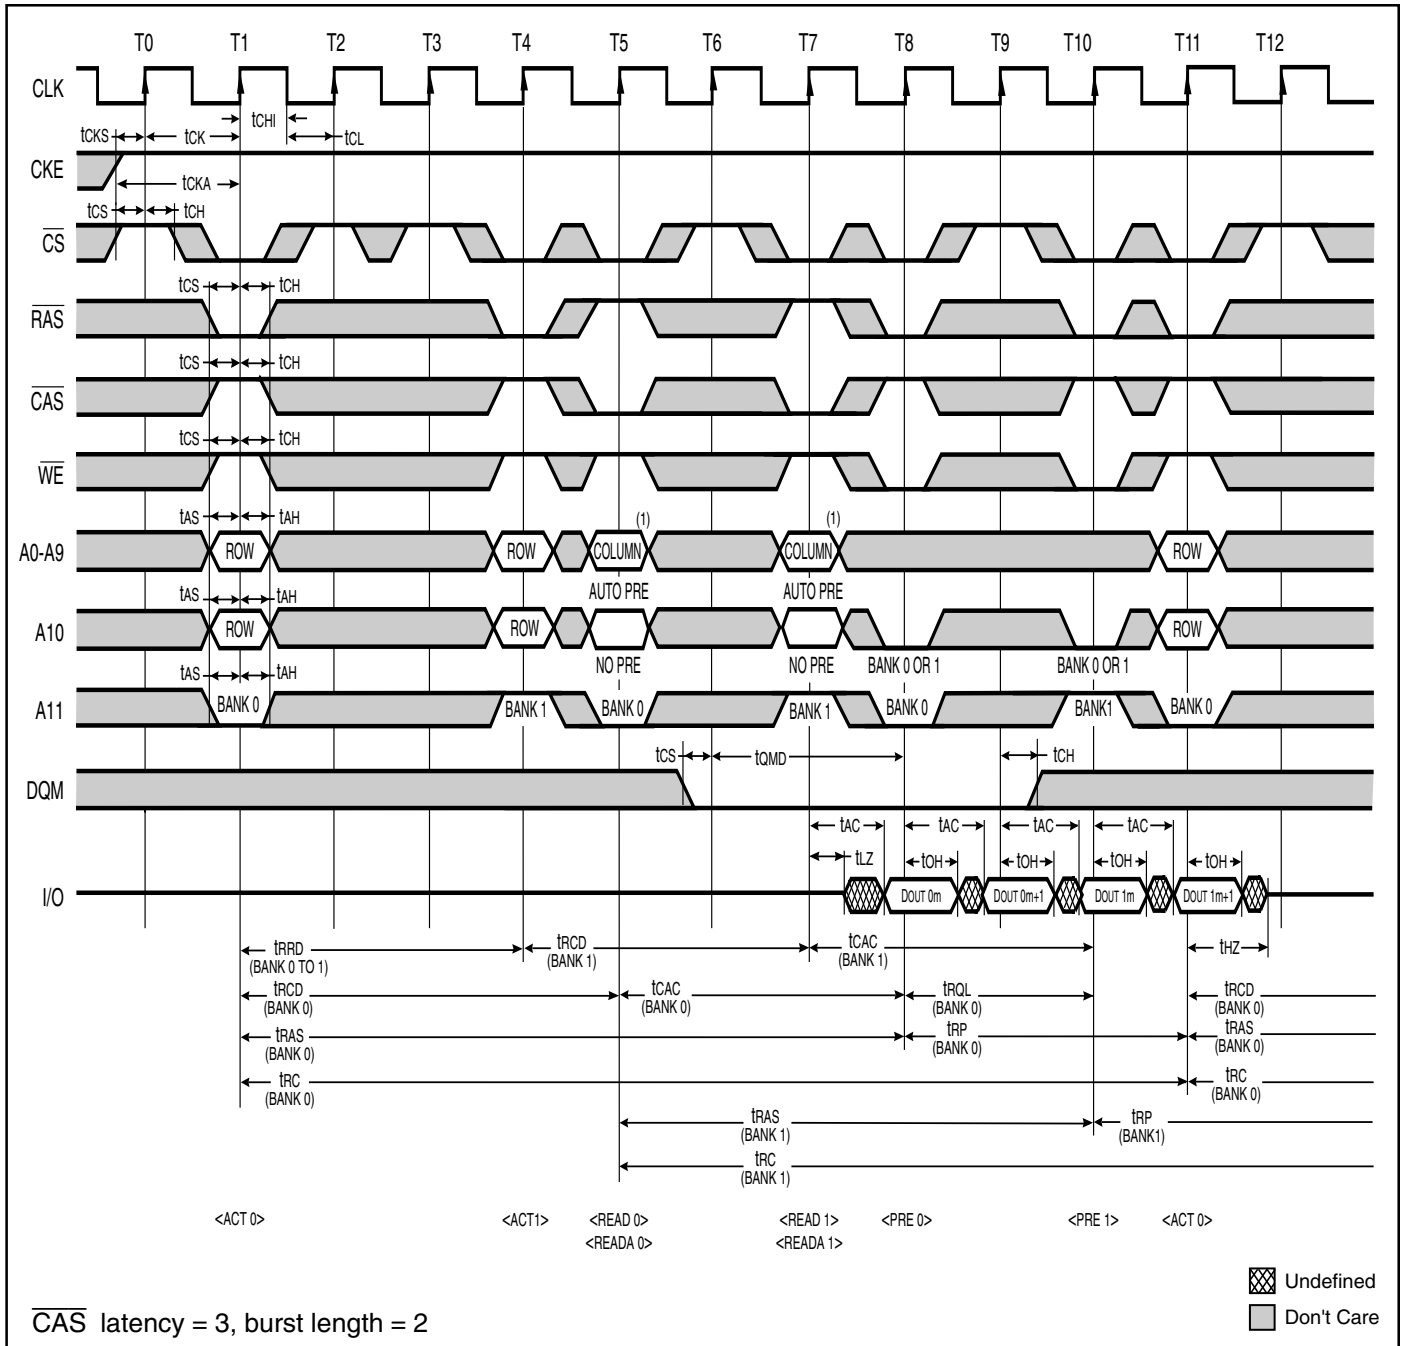 T0 T1 T2 T3 T4 T5 T6 T7 T8 T9 T10 T11 T12
CLK
tCHI
tCKS tCK tCL
CKE
tCKA
tCS tCH
CS
tCS tCH
RAS
tCS tCH
CAS
tCS tCH
WE
tAS tAH (1) (1)
A0-A9 ROW ROW COLUMN COLUMN ROW
AUTO PRE AUTO PRE
tAS tAH
A10 ROW ROW ROW
NO PRE NO PRE BANK 0 OR 1 BANK 0 OR 1
tAS tAH
A11 BANK 0 BANK 1 BANK 0 BANK 1 BANK 0 BANK1 BANK 0
tCS tQMD tCH
DQM
tAC tAC tAC tAC
tLZ tOH tOH tOH tOH
I/O DOUT 0m DOUT 0m+1 DOUT 1m DOUT 1m+1
tRRD tRCD tCAC tHZ
(BANK 0 TO 1) (BANK 1) (BANK 1)
tRCD tCAC tRQL tRCD
(BANK 0) (BANK 0) (BANK 0) (BANK 0)
tRAS tRP tRAS
(BANK 0) (BANK 0) (BANK 0)
tRC tRC
(BANK 0) (BANK 0)
tRAS tRP
(BANK 1) (BANK1)
tRC
(BANK 1)
<ACT 0> <ACT1> <READ 0> <READ 1> <PRE 0> <PRE 1> <ACT 0>
<READA 0> <READA 1>
Undefined
Don't Care
CAS latency = 3, burst length = 2